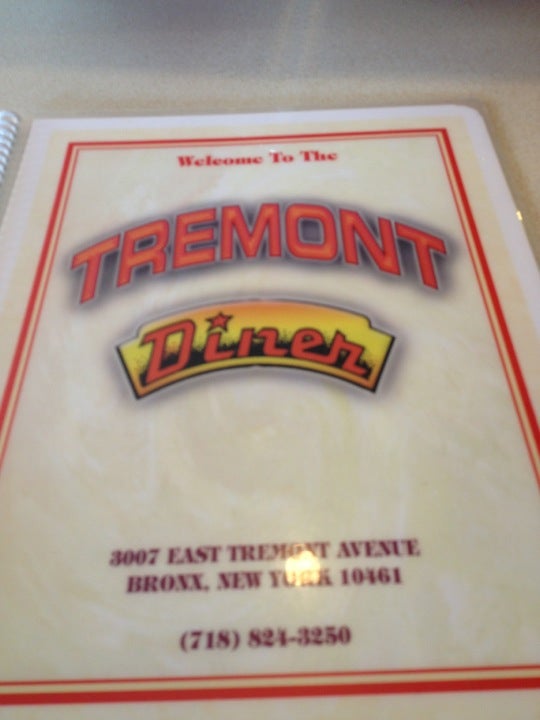 Welcome To The
TREMONT
Diner
3007 EAST TREMONT AVENUE
BRONX, NEW YORK 10461
(718) 824-3250